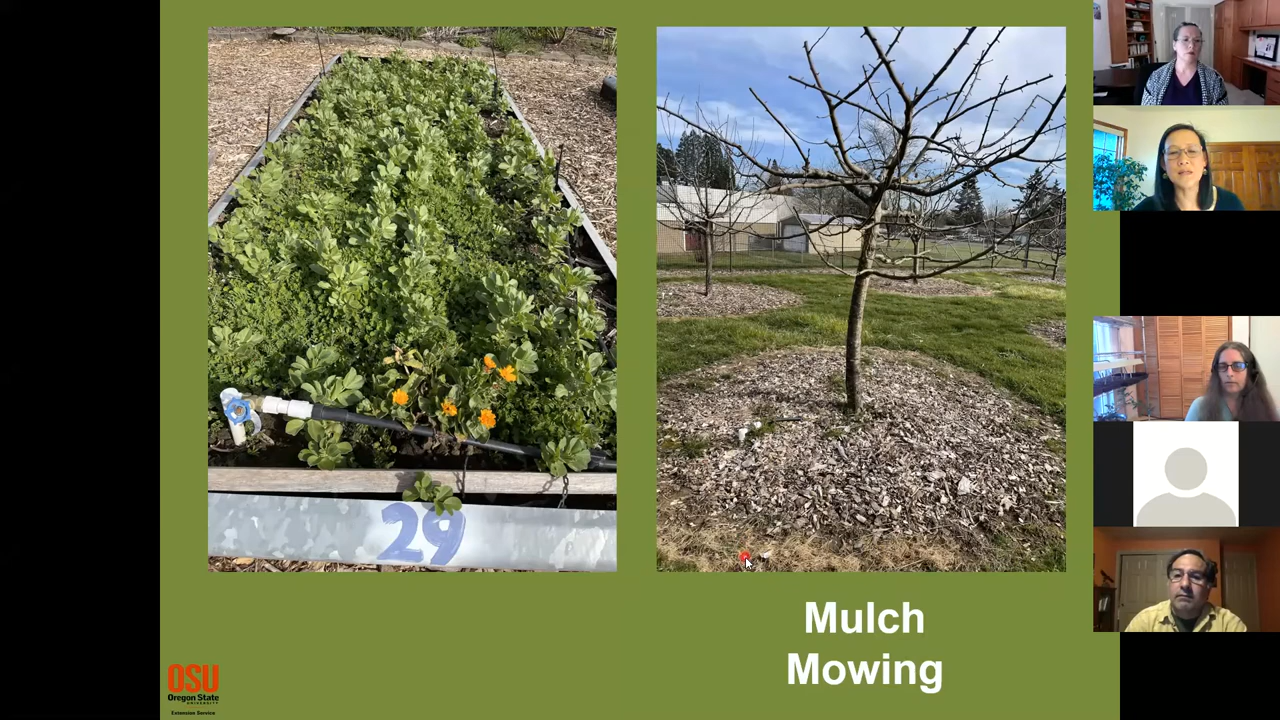 29
Mulch
Mowing
OSU
Oregon State
UNIVERSITY
Extension Service